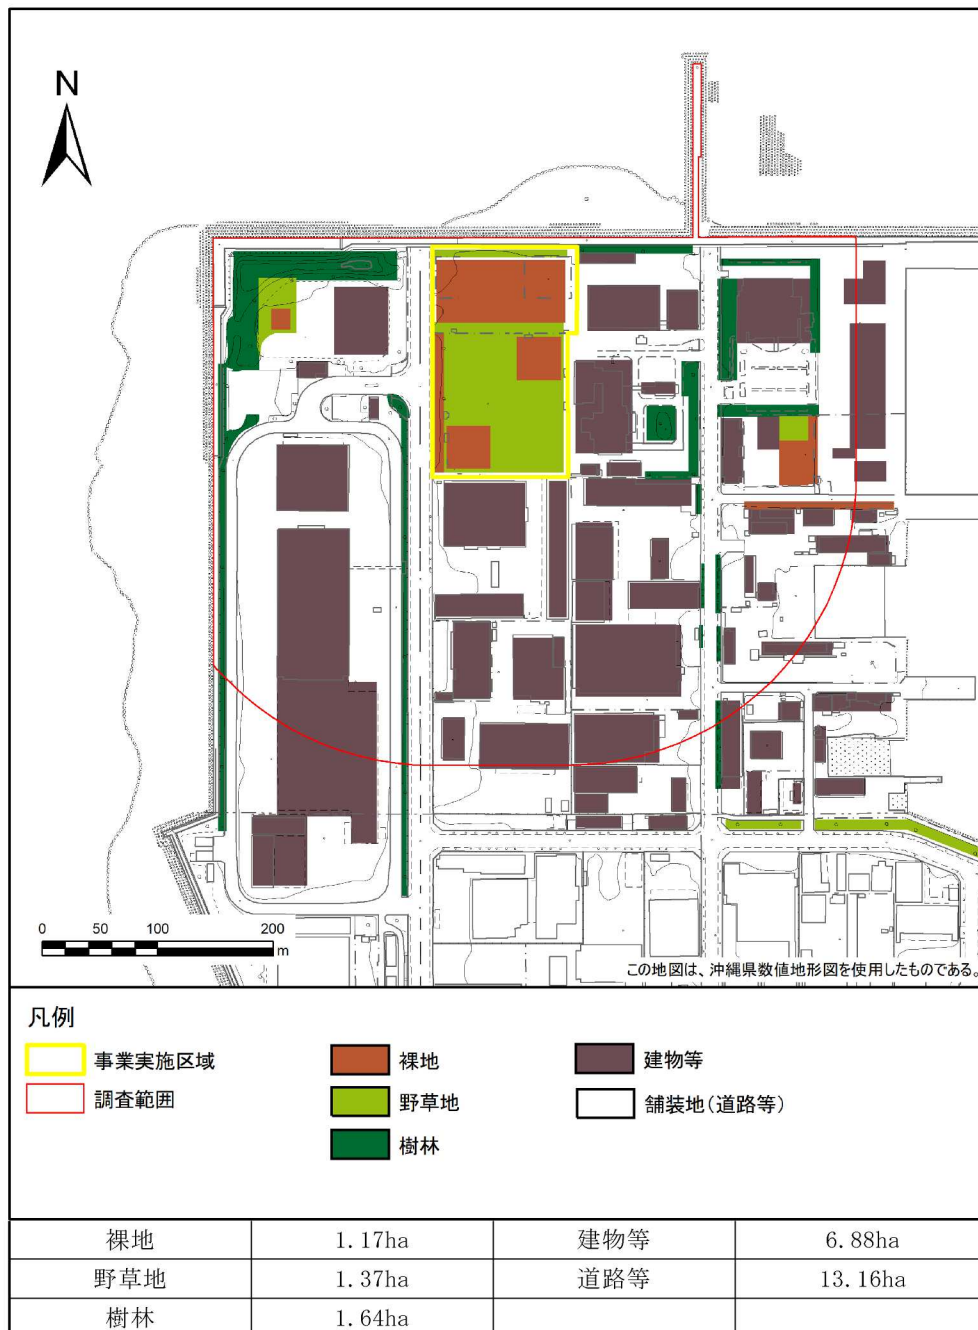 N
0 50 100 200
m
この地図は、沖縄県数値地形図を使用したものである。
凡例
事業実施区域
裸地
建物等
調査範囲
野草地
舗装地(道路等)
樹林
裸地 1.17ha 建物等 6.88ha
野草地 1.37ha 道路等 13.16ha
樹林 1.64ha